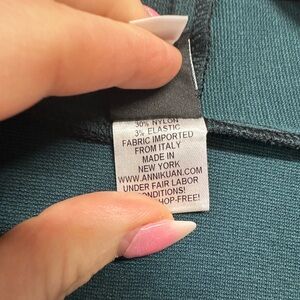 30% NYLON
3% ELASTIC
FABRIC IMPORTED
FROM ITALY
MADE IN
NEW YORK
WWW.ANNIKUAN.COM
UNDER FAIR LABOR
CONDITIONS!
HOP-FREE!